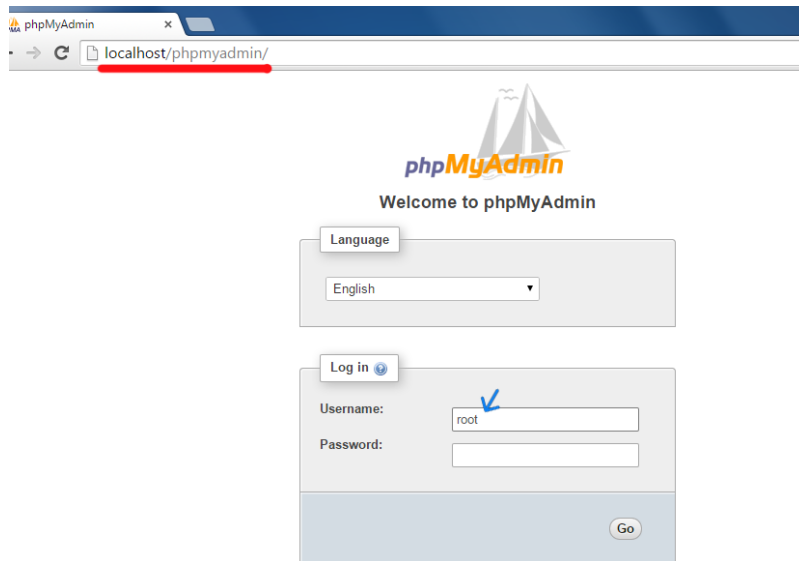 phpMyAdmin
localhost/phpmyadmin/
phpMyAdmin
Welcome to phpMyAdmin
Language
English
Log in
Username:
root
Password:
Go